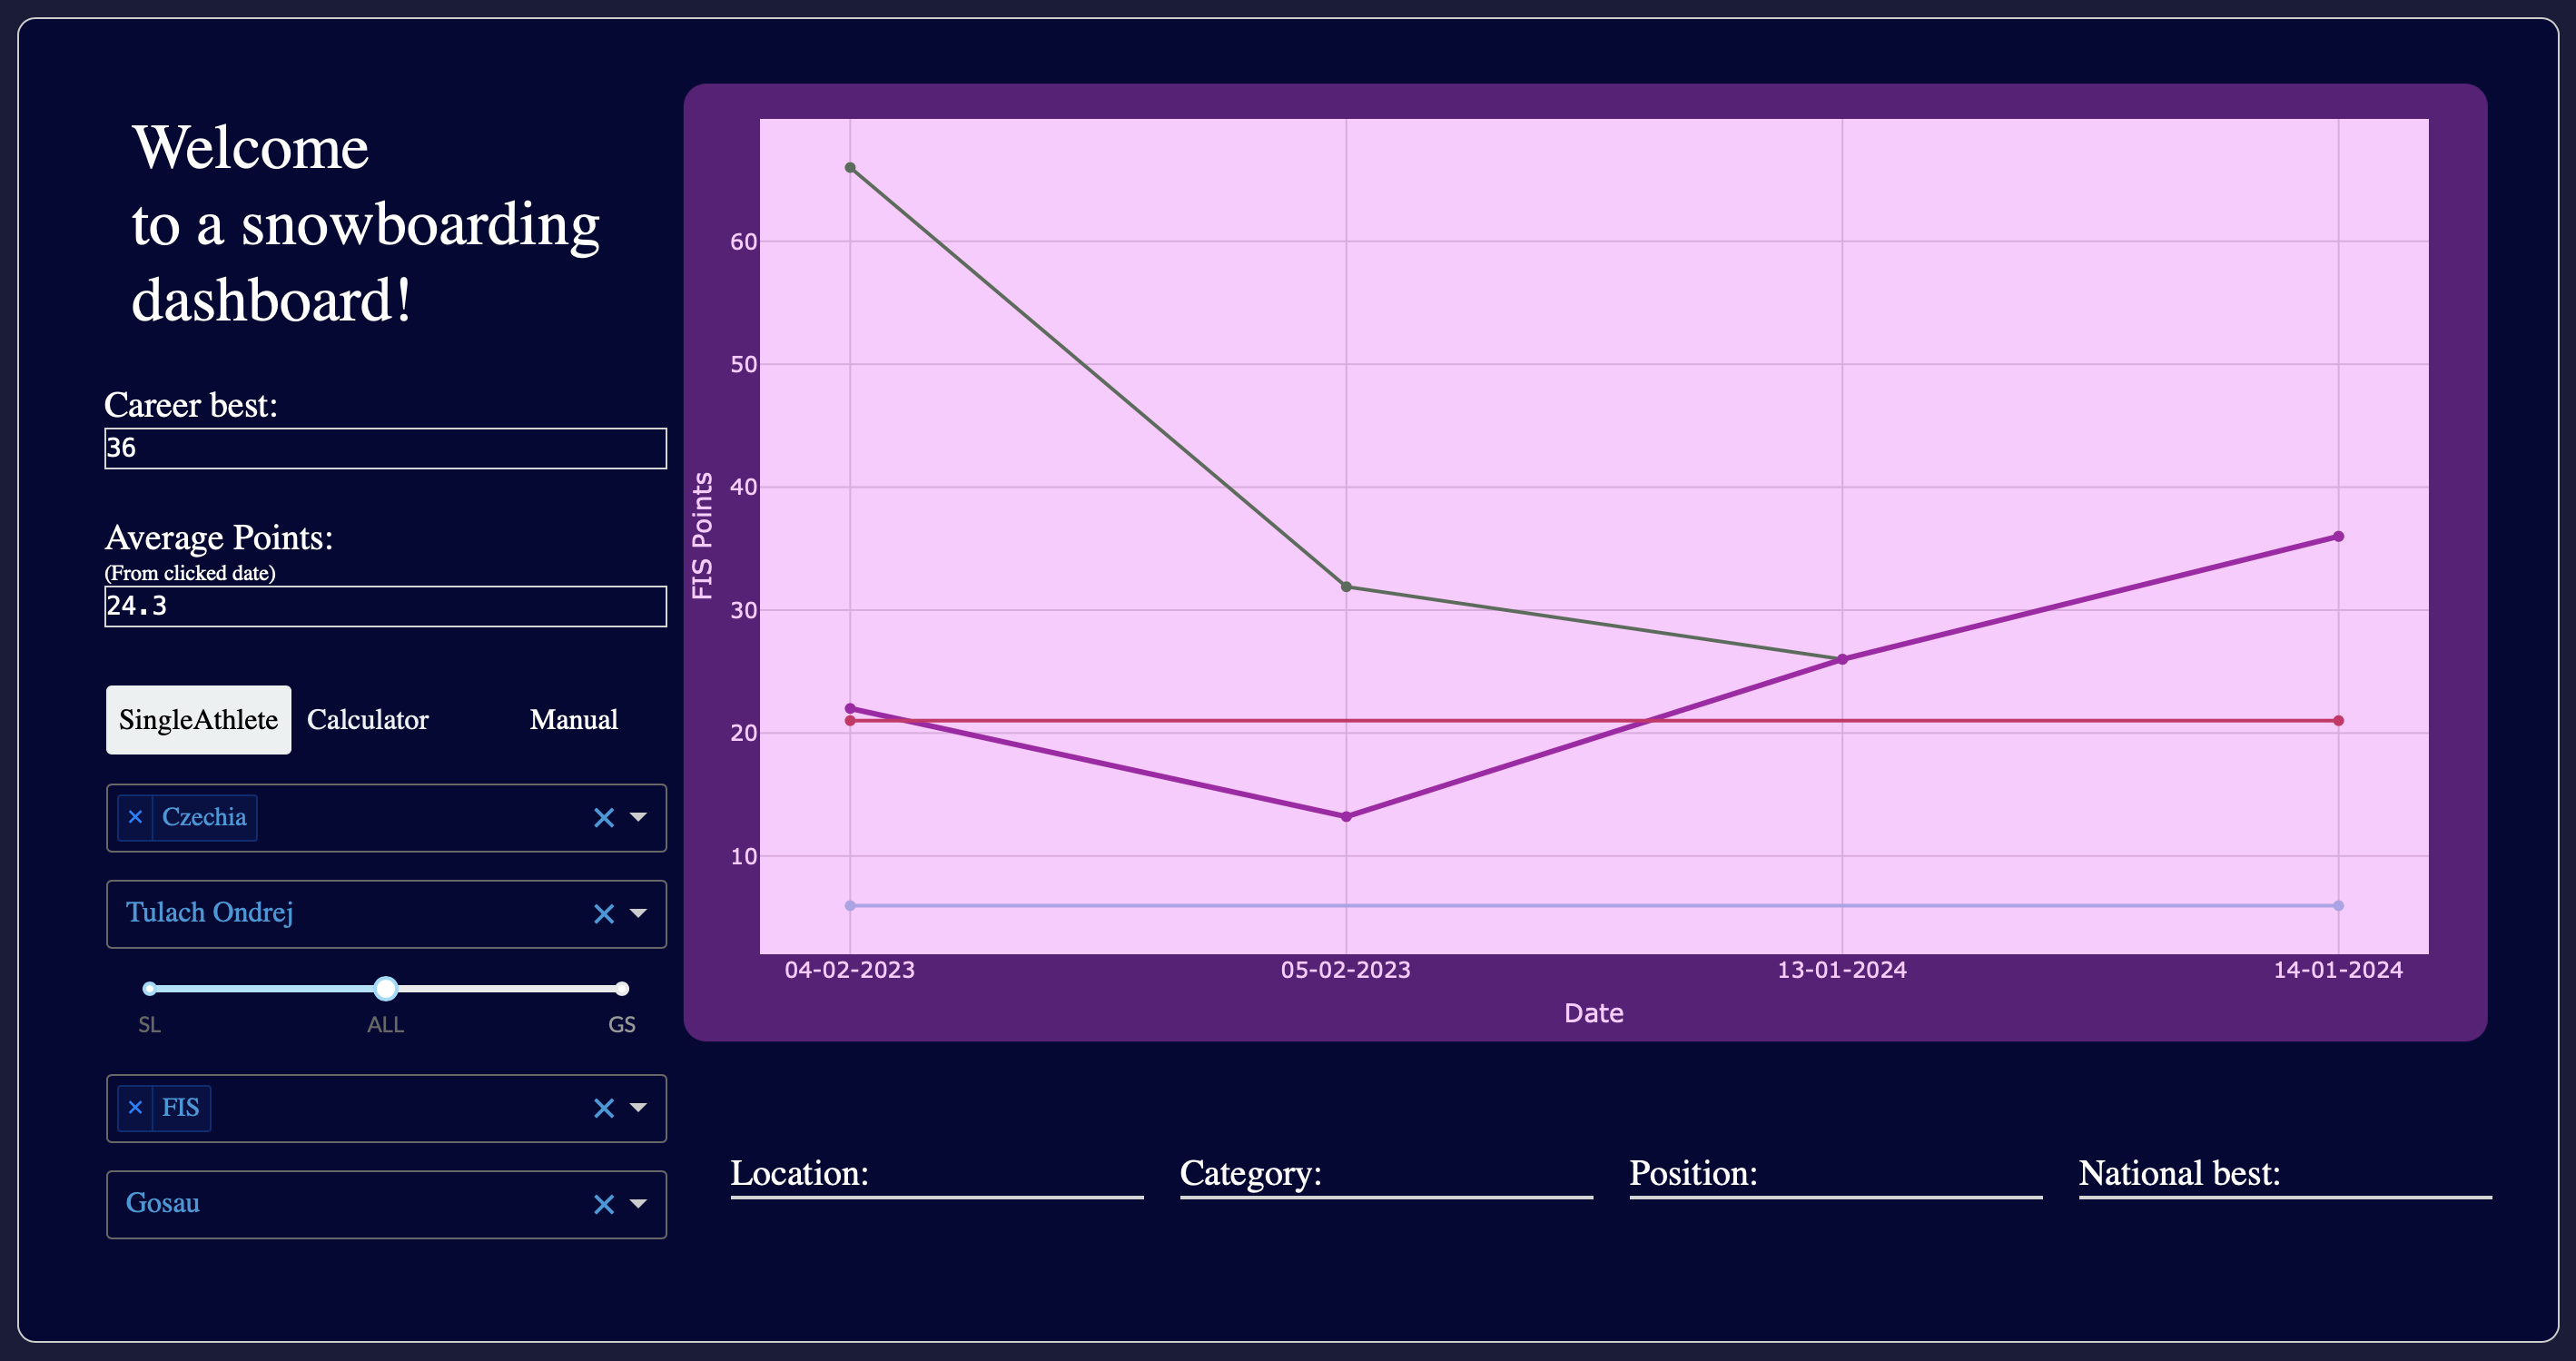 Welcome
to a snowboarding
dashboard!
Career best:
36
Average Points:
(From clicked date)
24.3
SingleAthlete Calculator Manual
× Czechia ×
Tulach Ondrej ×
SL ALL GS
× FIS ×
Gosau ×
FIS Points
60
50
40
30
20
10
04-02-2023 05-02-2023 13-01-2024 14-01-2024
Date
Location: Category: Position: National best: